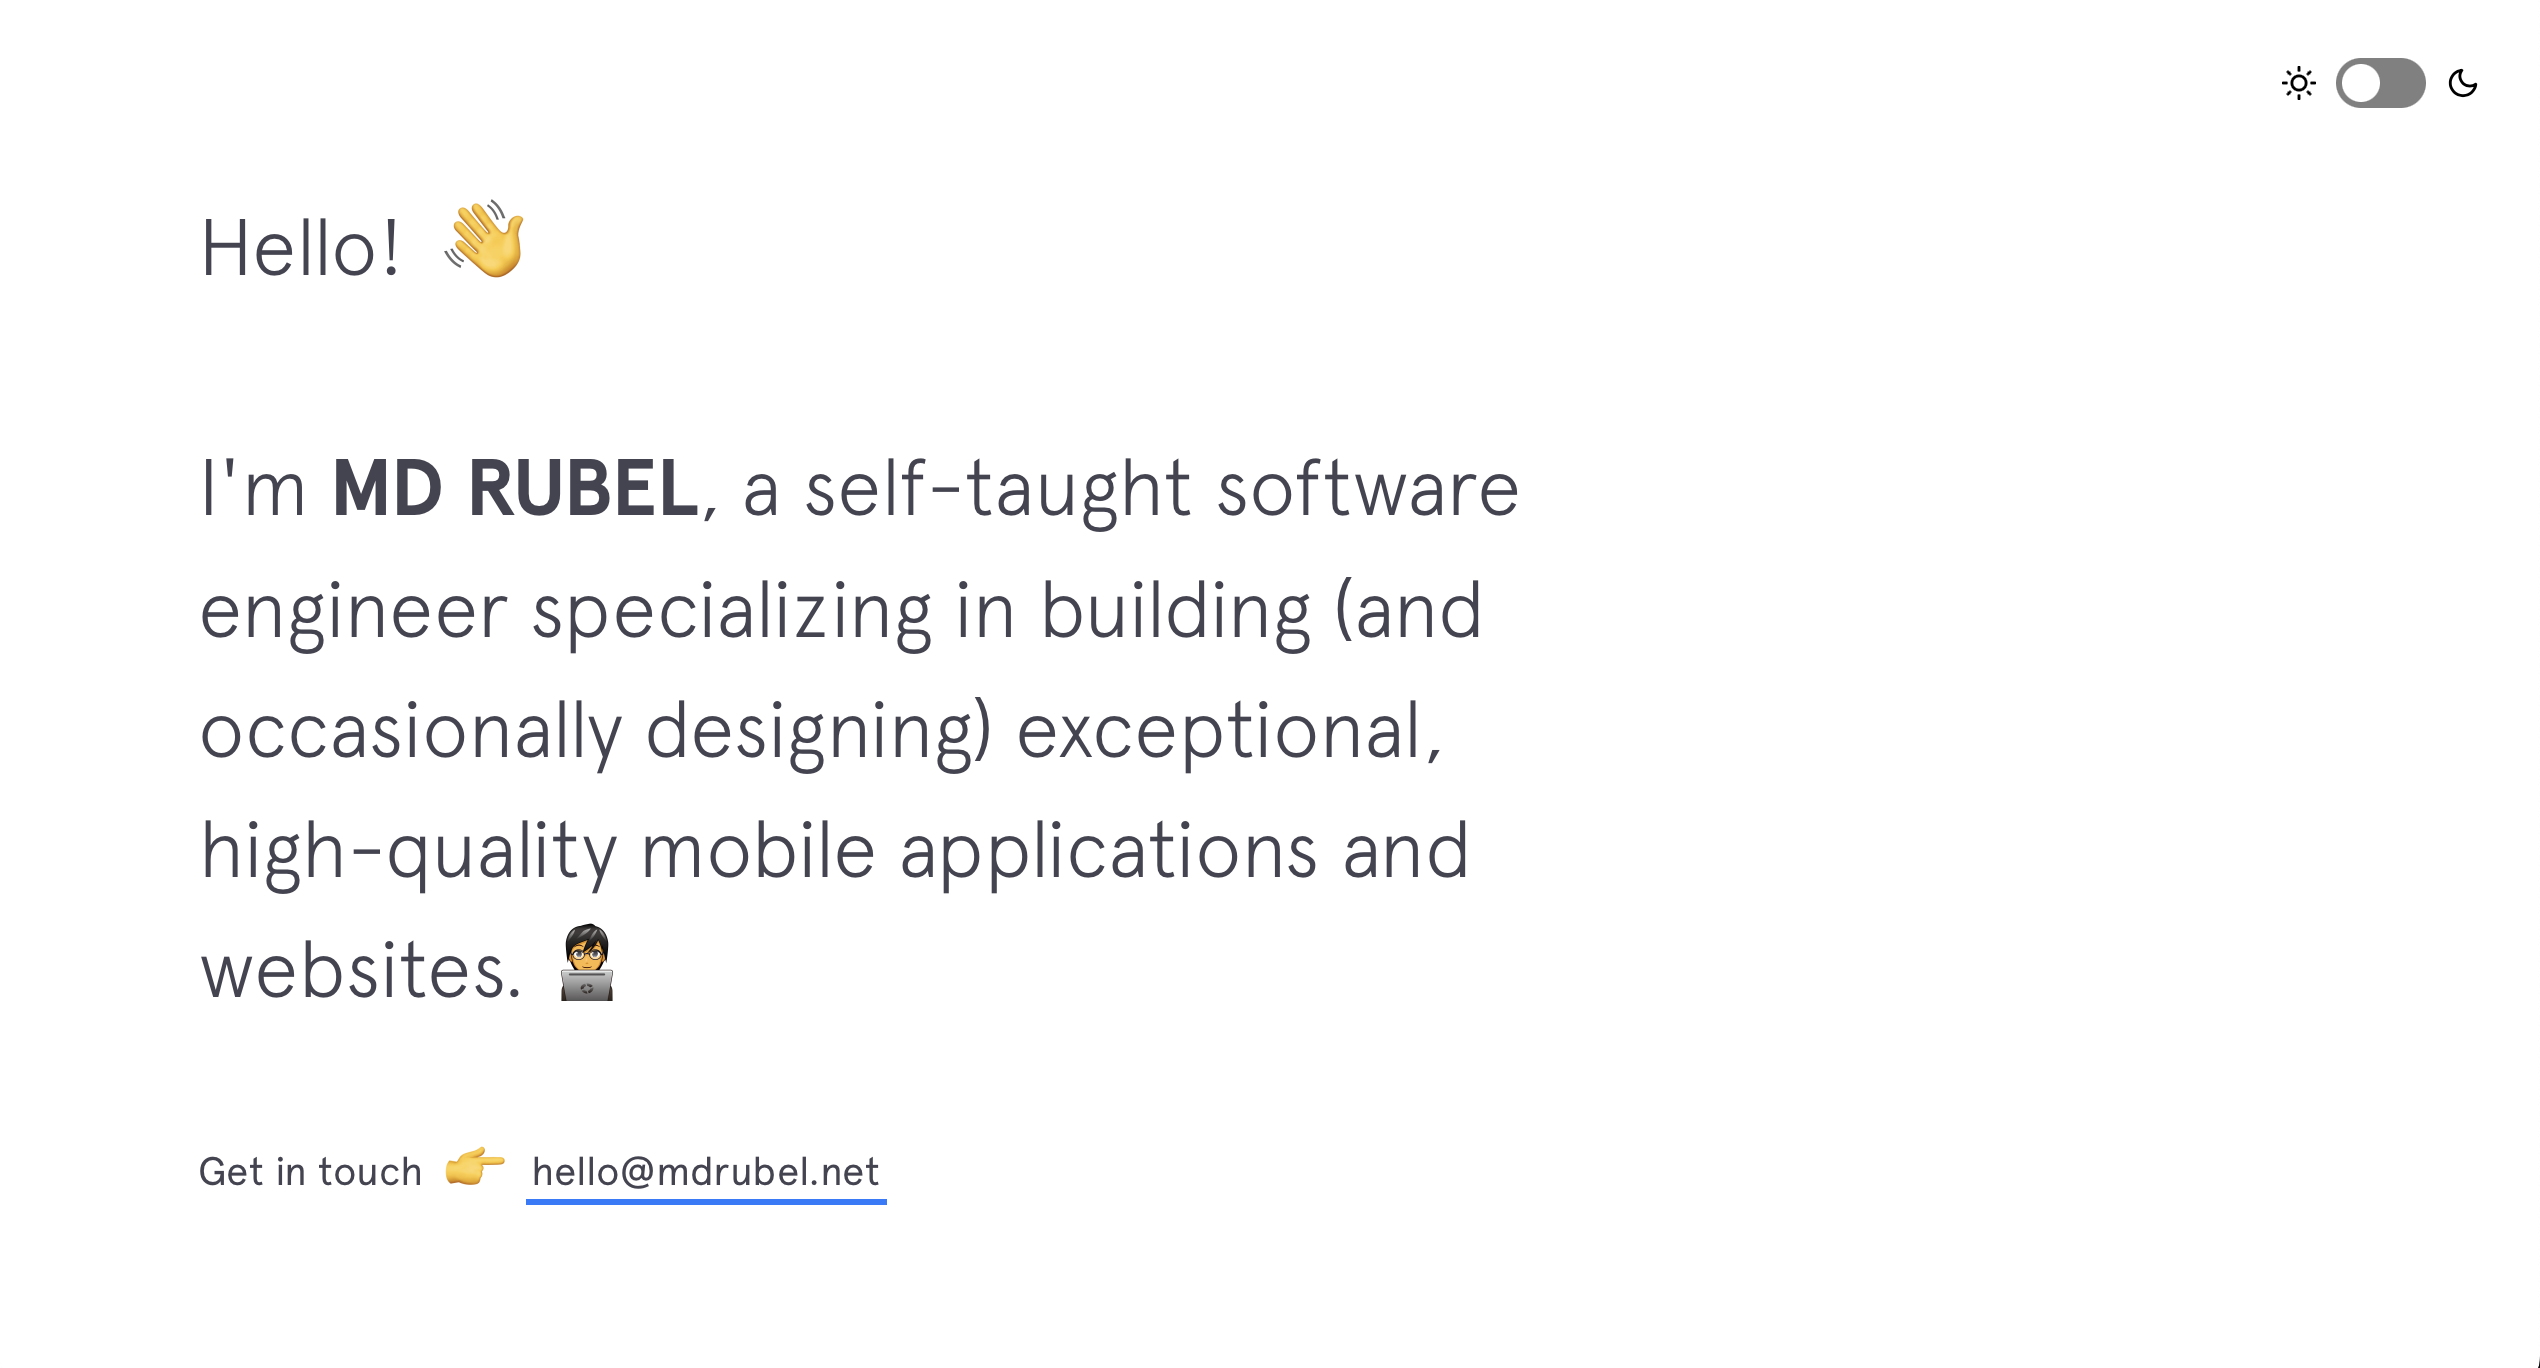 Hello! 👋
I'm MD RUBEL, a self-taught software
engineer specializing in building (and
occasionally designing) exceptional,
high-quality mobile applications and
websites. 👨‍💻
Get in touch 👉 hello@mdrubel.net